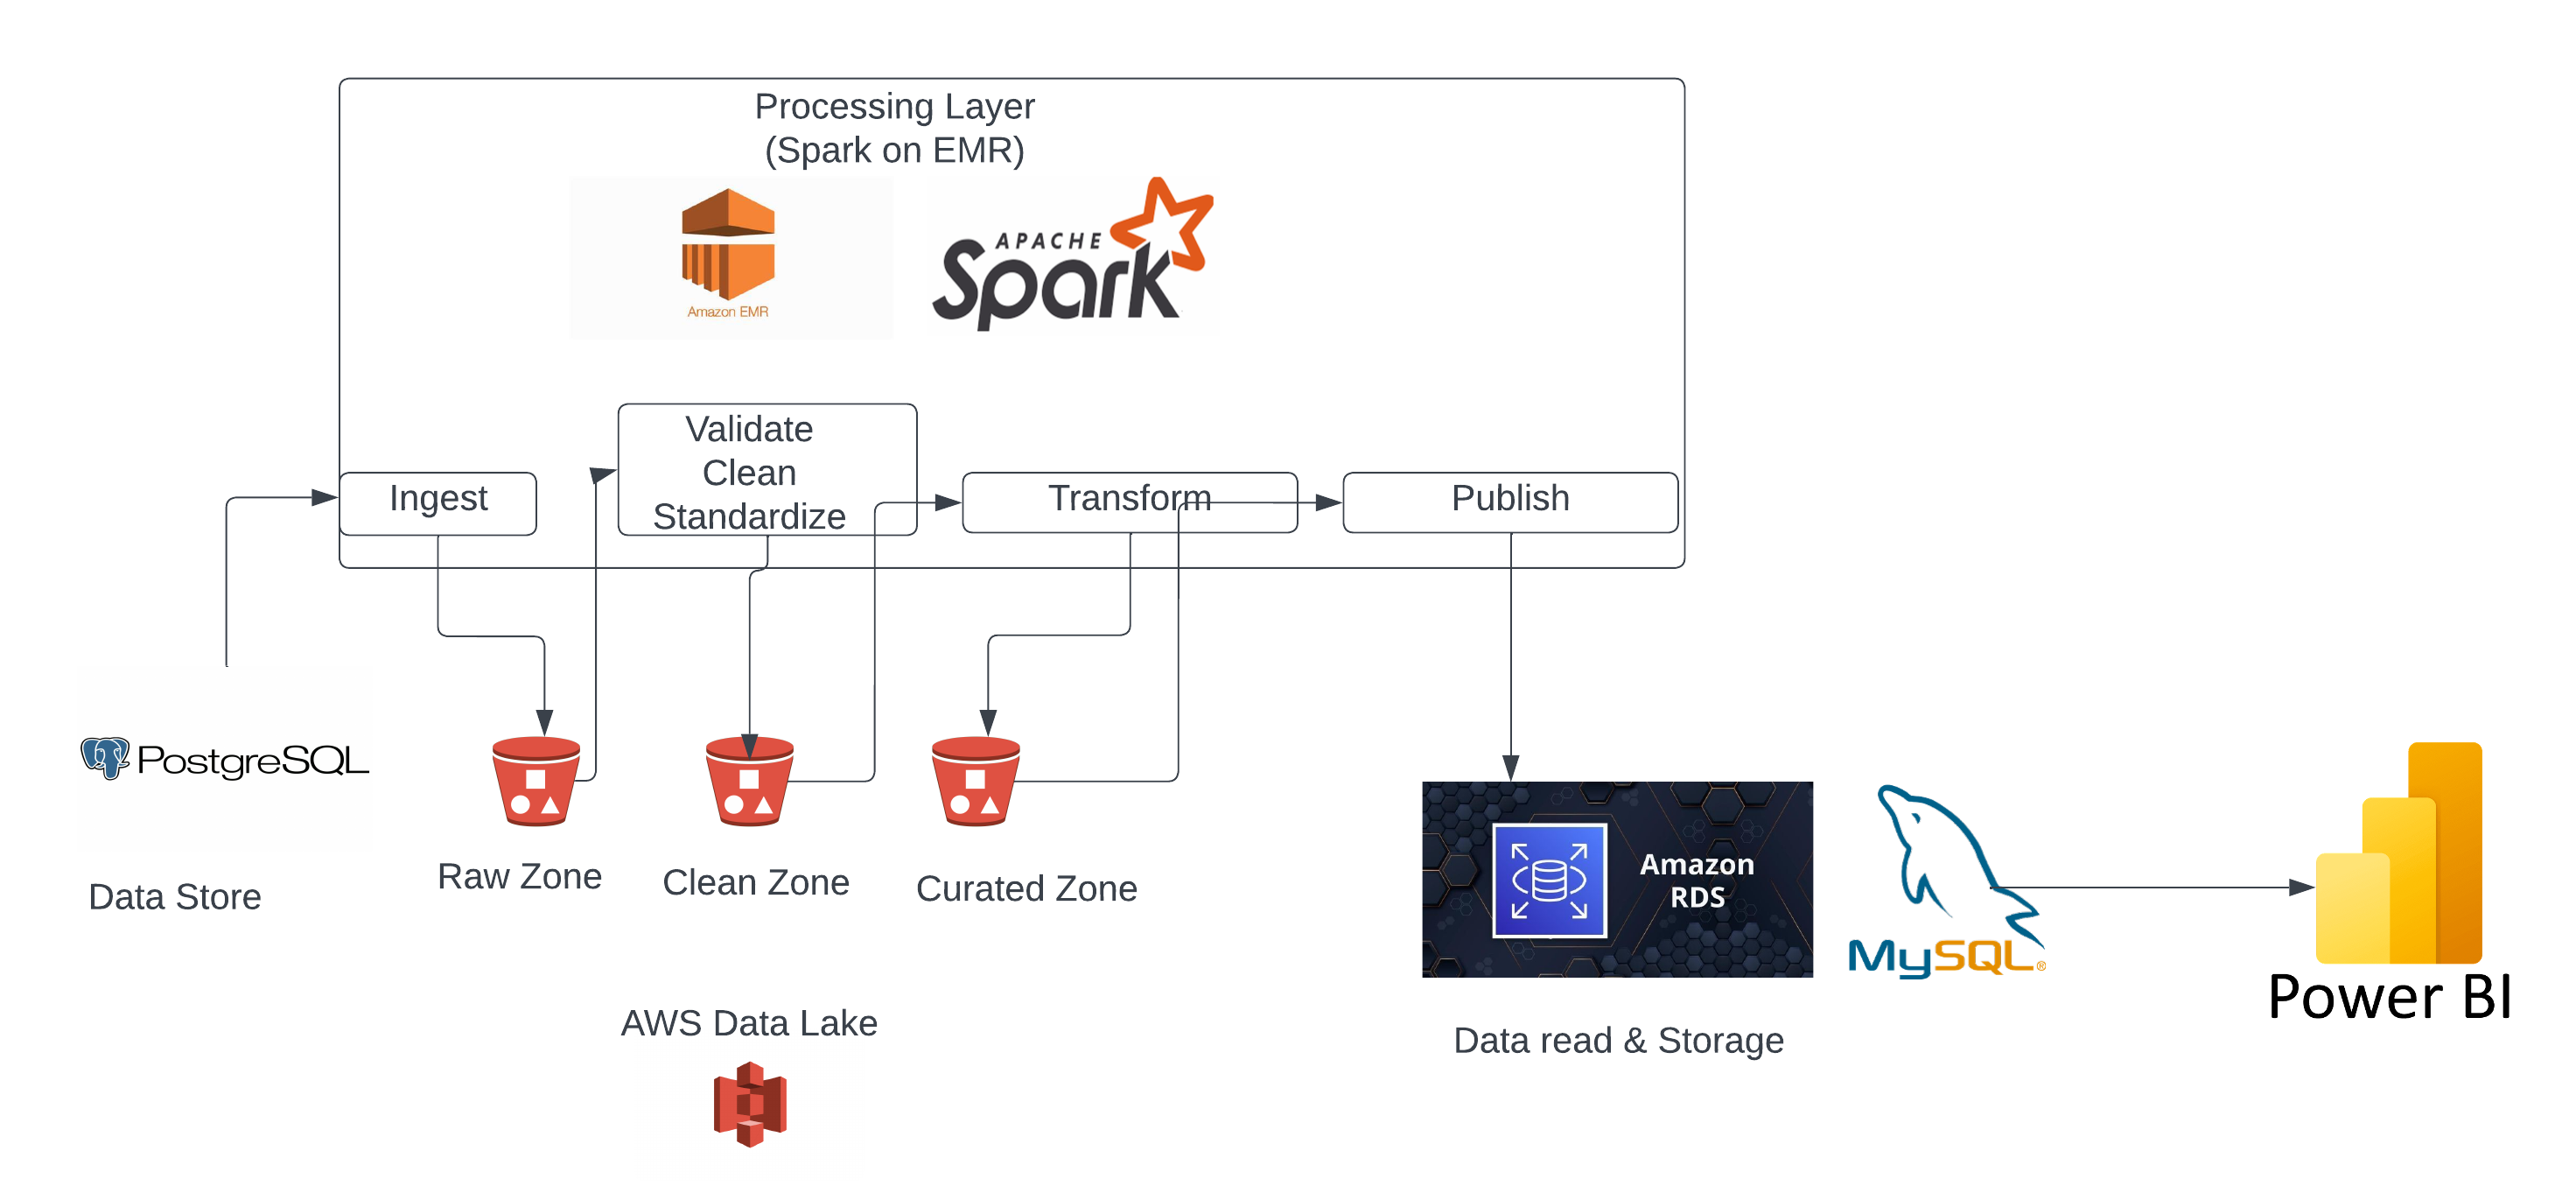 Processing Layer
(Spark on EMR)
Amazon EMR
APACHE
Spark
Ingest
Validate
Clean
Standardize
Transform
Publish
PostgreSQL
Data Store
Raw Zone
Clean Zone
Curated Zone
AWS Data Lake
Amazon
RDS
Data read & Storage
MySQL®
Power BI